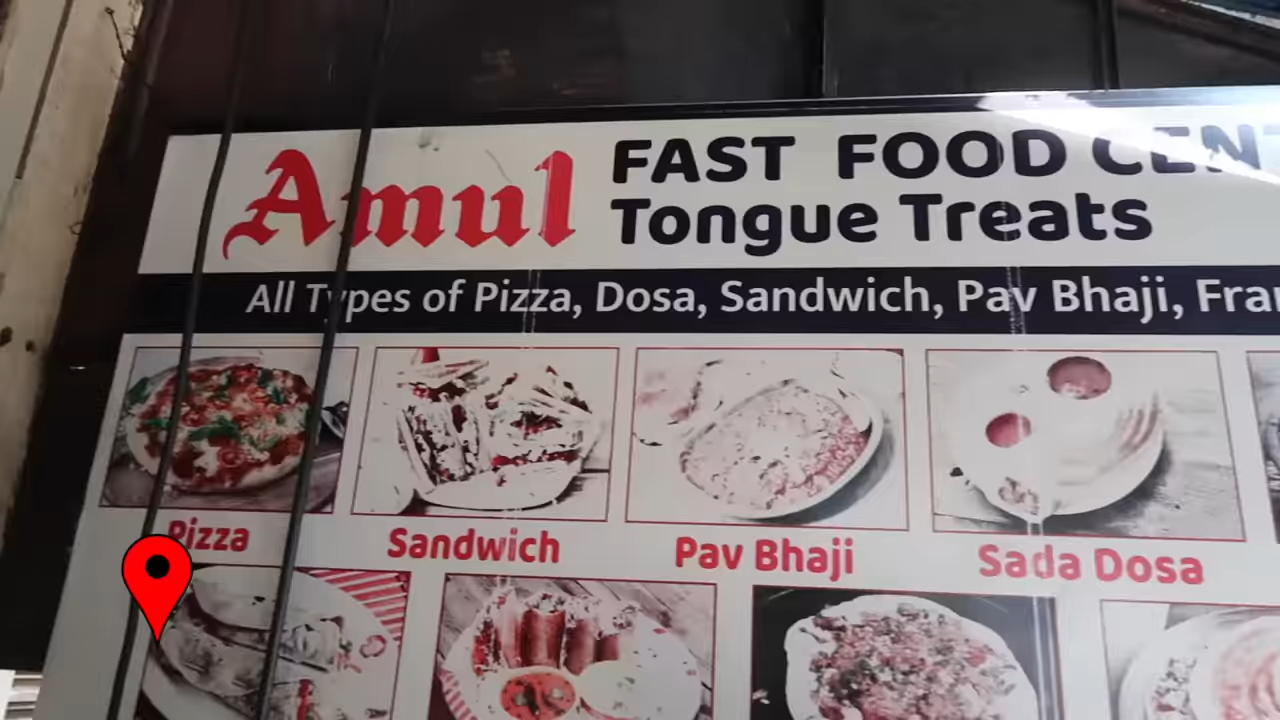 Amul FAST FOOD
Tongue Treats
All Types of Pizza, Dosa, Sandwich, Pav Bhaji,
Pizza Sandwich Pav Bhaji Sada Dosa